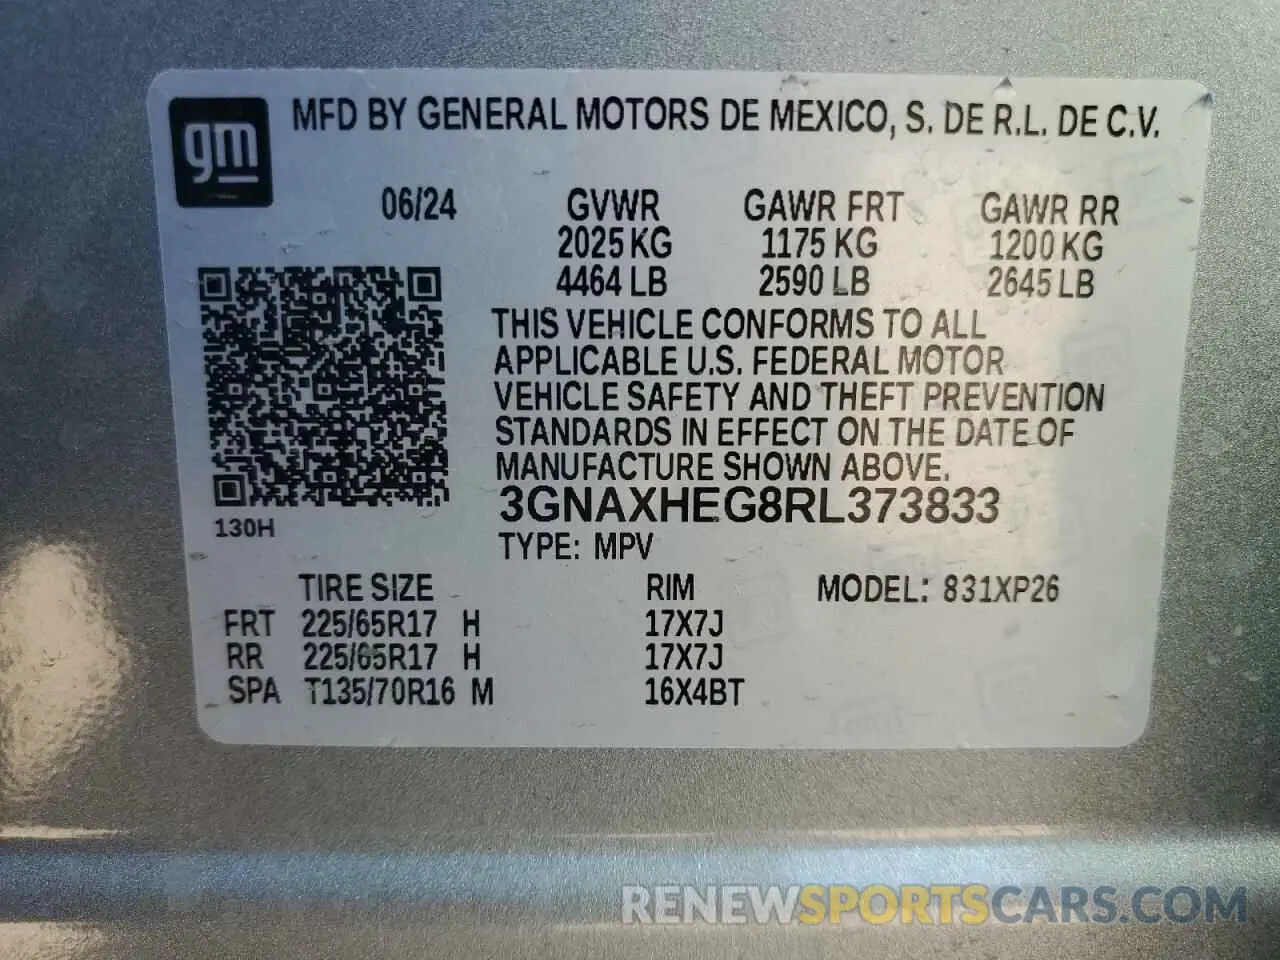 gm
MFD BY GENERAL MOTORS DE MEXICO, S. DE R.L. DE C.V.
06/24 GVWR GAWR FRT GAWR RR
2025 KG 1175 KG 1200 KG
4464 LB 2590 LB 2645 LB
THIS VEHICLE CONFORMS TO ALL
APPLICABLE U.S. FEDERAL MOTOR
VEHICLE SAFETY AND THEFT PREVENTION
STANDARDS IN EFFECT ON THE DATE OF
MANUFACTURE SHOWN ABOVE.
3GNAXHEG8RL373833
130H
TYPE: MPV
TIRE SIZE RIM MODEL: 831XP26
FRT 225/65R17 H 17X7J
RR 225/65R17 H 17X7J
SPA T135/70R16 M 16X4BT
RENEWSPORTSCARS.COM